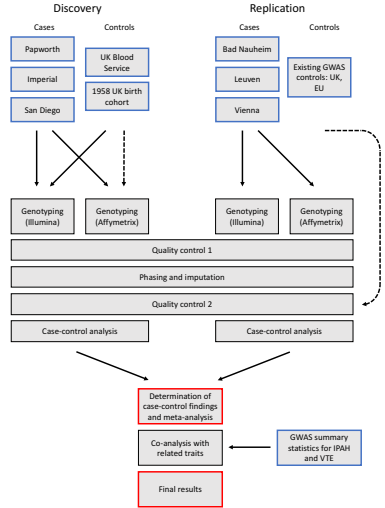 Discovery
Replication
Cases
Controls
Cases
Controls
Papworth
Imperial
San Diego
UK Blood
Service
1958 UK birth
cohort
Bad Nauheim
Leuven
Vienna
Existing GWAS
controls: UK,
EU
Genotyping
(Illumina)
Genotyping
(Affymetrix)
Genotyping
(Illumina)
Genotyping
(Affymetrix)
Quality control 1
Phasing and imputation
Quality control 2
Case-control analysis
Case-control analysis
Determination of
case-control findings
and meta-analysis
Co-analysis with
related traits
GWAS summary
statistics for IPAH
and VTE
Final results